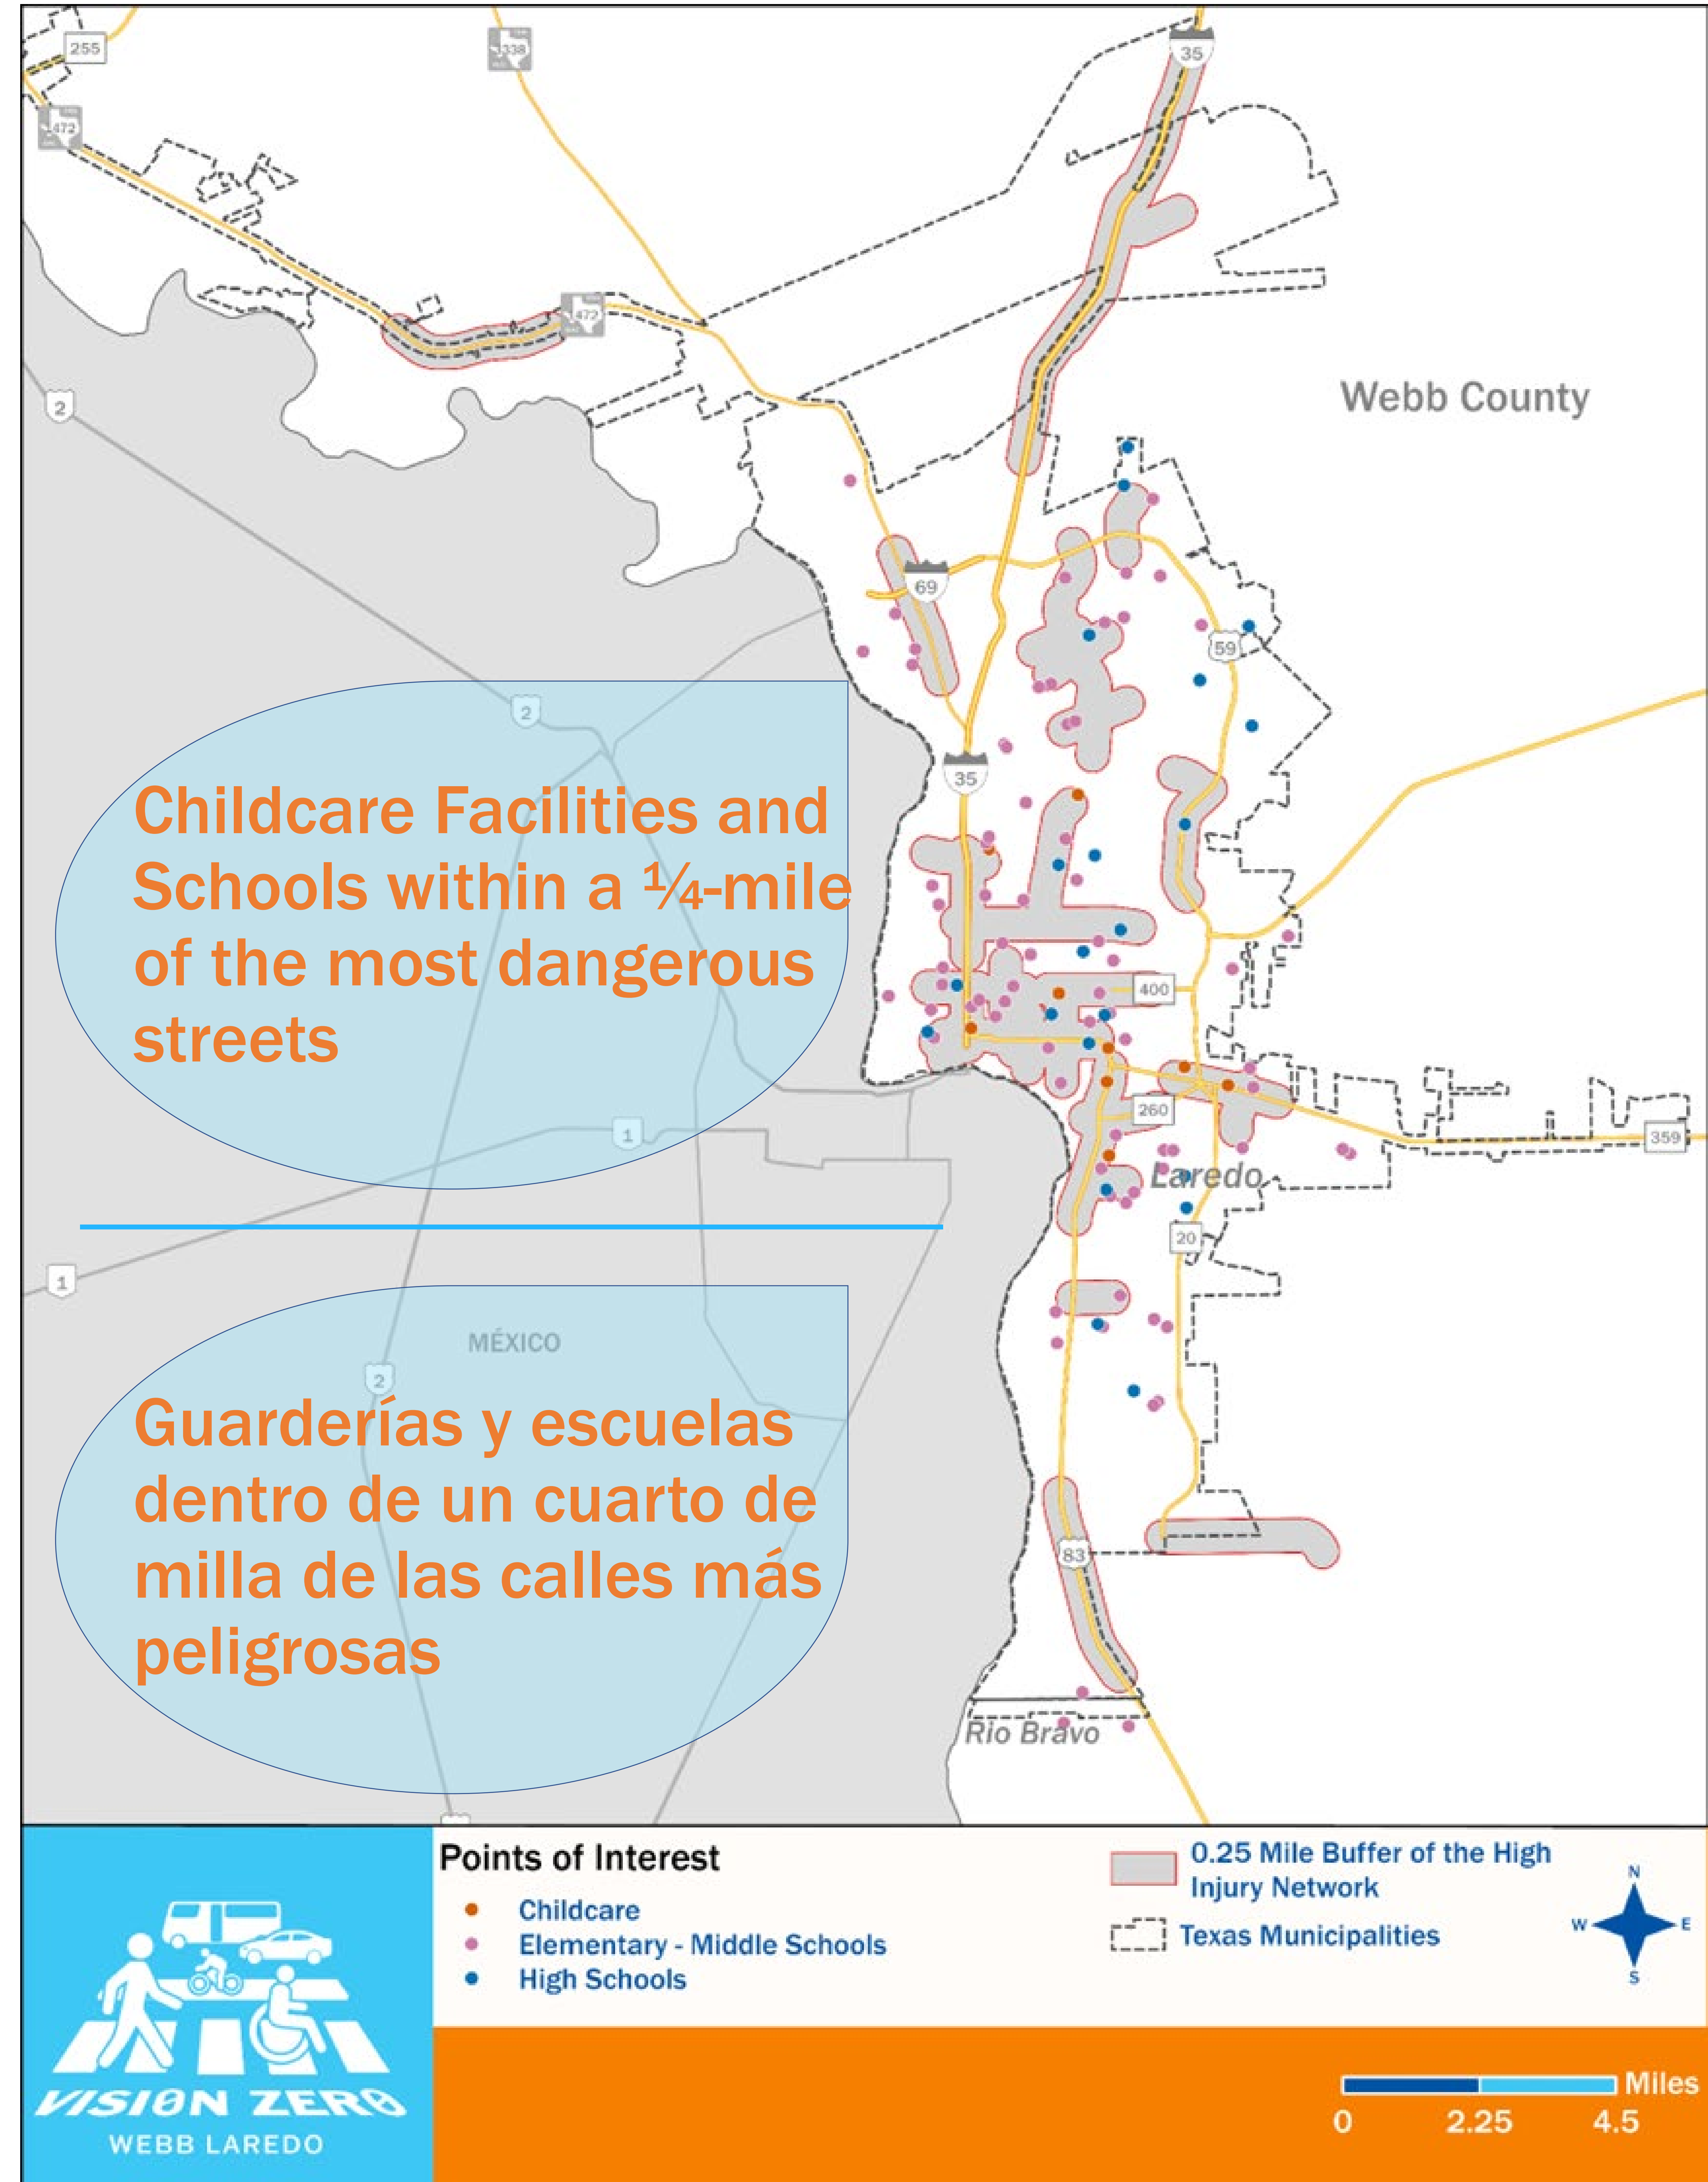 255
338
35
472
472
2
Webb County
69
59
2
35
Childcare Facilities and
Schools within a ¼-mile
of the most dangerous
streets
400
260
1
359
Laredo
20
1
MÉXICO
2
Guarderías y escuelas
dentro de un cuarto de
milla de las calles más
peligrosas
83
Rio Bravo
Points of Interest
Childcare
Elementary - Middle Schools
High Schools
0.25 Mile Buffer of the High
Injury Network
Texas Municipalities
N
W
E
S
VISION ZERO
WEBB LAREDO
Miles
0
2.25
4.5